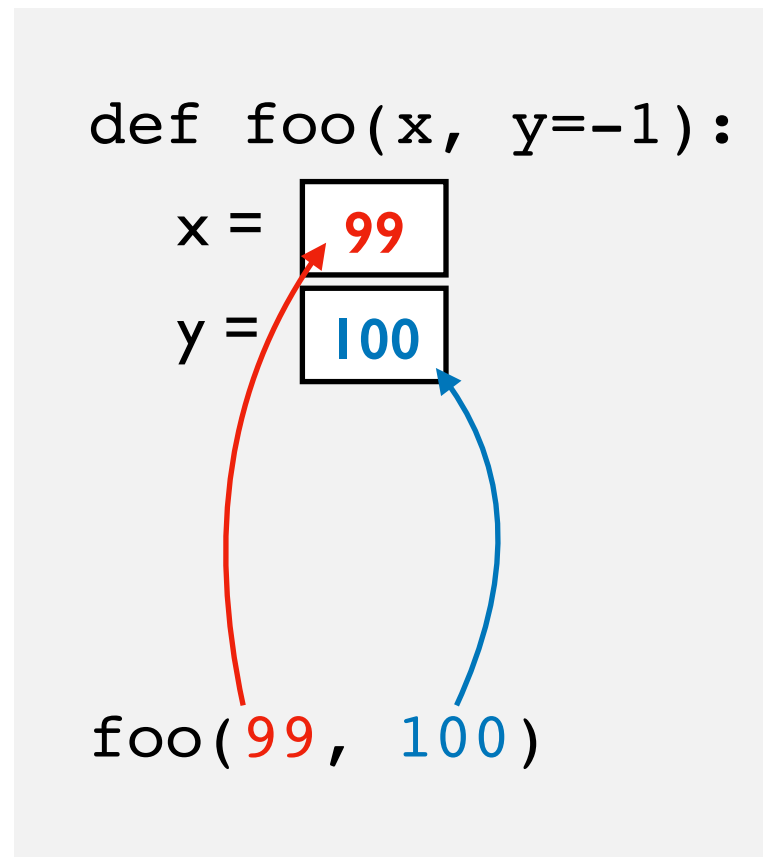 def foo(x, y=-1):
x = 99
y = 100
foo(99, 100)